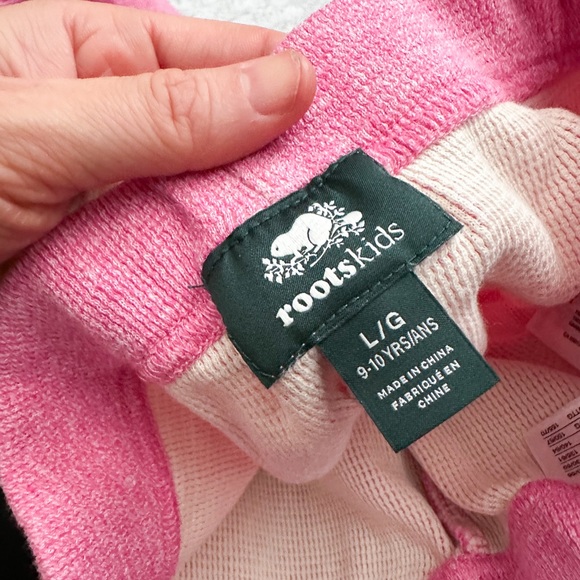 rootskids
L/G
9-10 YRS/ANS
MADE IN CHINA
FABRIQUÉ EN
CHINE